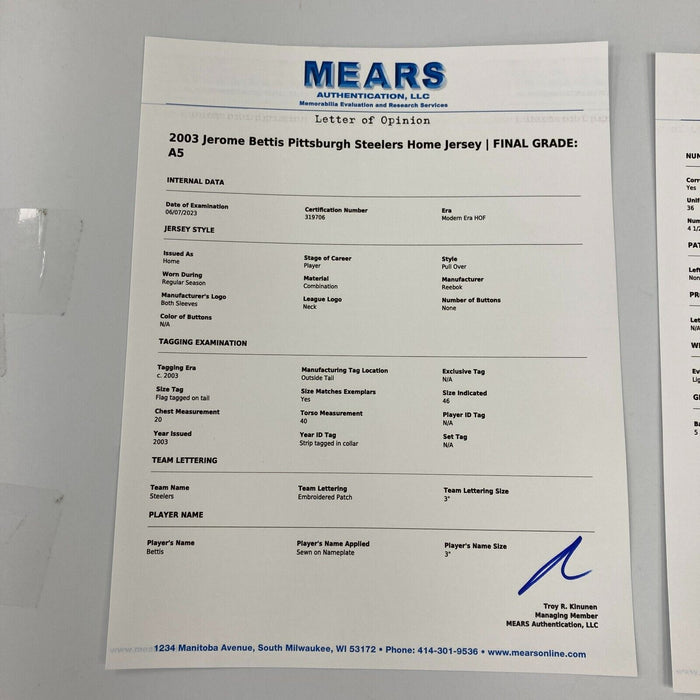 MEARS
AUTHENTICATION, LLC
Memorabilia Evaluation and Research Services
Letter of Opinion
2003 Jerome Bettis Pittsburgh Steelers Home Jersey | FINAL GRADE:
A5
INTERNAL DATA
Date of Examination Certification Number Era
06/07/2023 319706 Modern Era HOF
JERSEY STYLE
Issued As Stage of Career Style
Home Player Pull Over
Worn During Material Manufacturer
Regular Season Combination Reebok
Manufacturer's Logo League Logo Number of Buttons
Both Sleeves Neck None
Color of Buttons
N/A
TAGGING EXAMINATION
Tagging Era Manufacturing Tag Location Exclusive Tag
c. 2003 Outside Tail N/A
Size Tag Size Matches Exemplars Size Indicated
Flag tagged on tail Yes 46
Chest Measurement Torso Measurement Player ID Tag
20 40 N/A
Year Issued Year ID Tag Set Tag
2003 Strip tagged in collar N/A
TEAM LETTERING
Team Name Team Lettering Team Lettering Size
Steelers Embroidered Patch 3"
PLAYER NAME
Player's Name Player's Name Applied Player's Name Size
Bettis Sewn on Nameplate 3"
Troy R. Kinunen
Managing Member
MEARS Authentication, LLC
1234 Manitoba Avenue, South Milwaukee, WI 53172 • Phone: 414-301-9536 • www.mearsonline.com
Yes
36
4 1/2
5